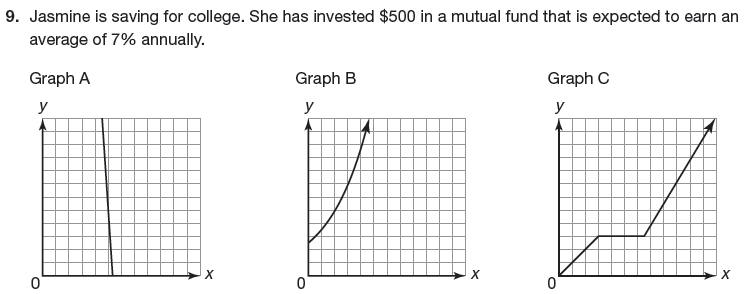 9. Jasmine is saving for college. She has invested $500 in a mutual fund that is expected to earn an
average of 7% annually.
Graph A
Graph B
Graph C
y
y
y
0
x
0
x
0
x